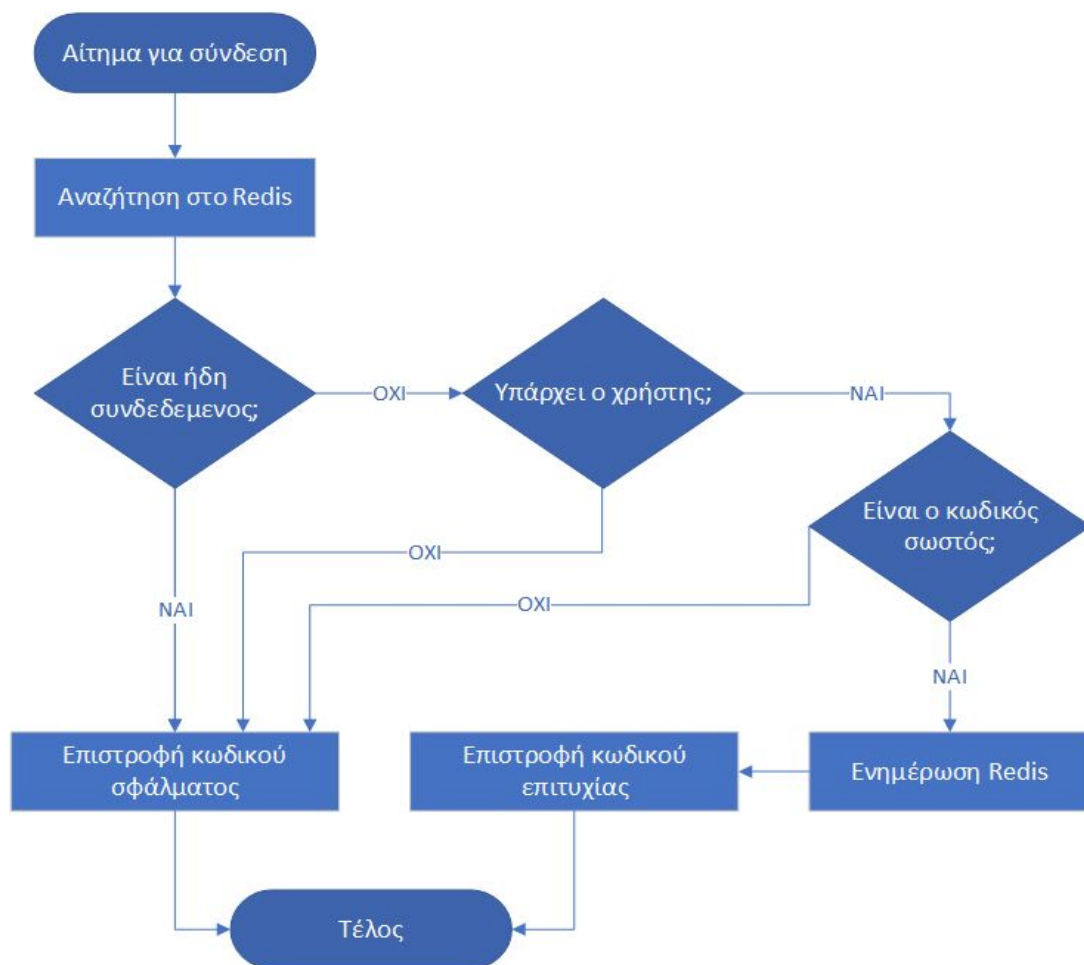 Αίτημα για σύνδεση
Αναζήτηση στο Redis
Είναι ήδη
συνδεδεμενος;
ΟΧΙ
Υπάρχει ο χρήστης;
ΝΑΙ
Είναι ο κωδικός
σωστός;
ΟΧΙ
ΟΧΙ
ΝΑΙ
ΝΑΙ
Επιστροφή κωδικού
σφάλματος
Επιστροφή κωδικού
επιτυχίας
Ενημέρωση Redis
Τέλος